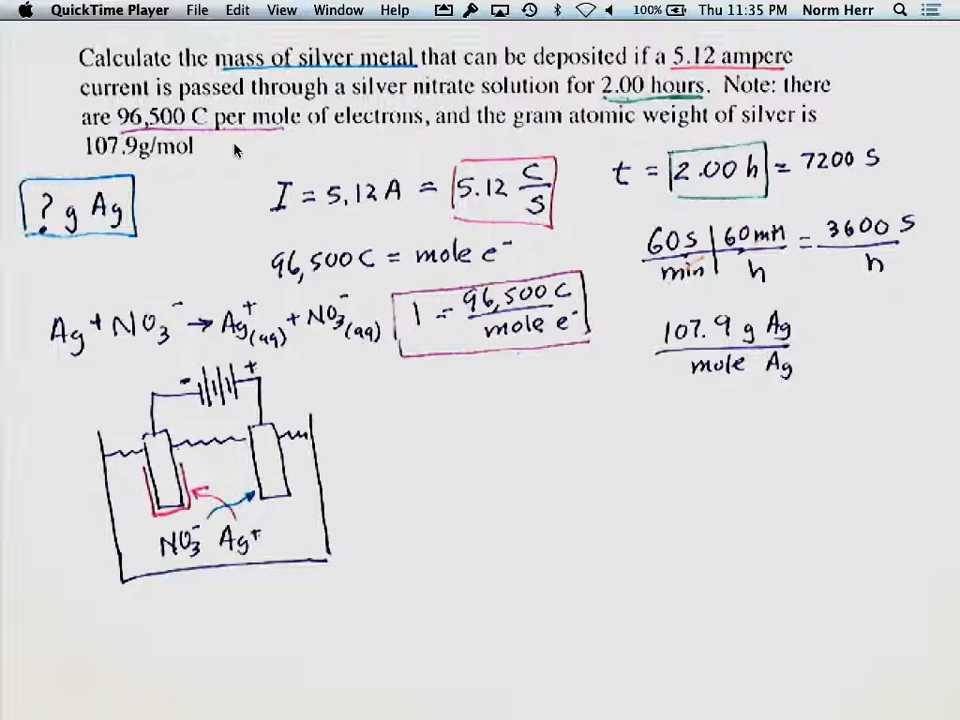 QuickTime Player File Edit View Window Help 100% Thu 11:35 PM Norm Herr
Calculate the mass of silver metal that can be deposited if a 5.12 ampere
current is passed through a silver nitrate solution for 2.00 hours. Note: there
are 96,500 C per mole of electrons, and the gram atomic weight of silver is
107.9g/mol
? g Ag
I = 5.12 A = 5.12 C/S
t = 2.00 h = 7200 S
60 S/min | 60 min/h = 3600 S/h
96,500 C = mole e⁻
Ag⁺NO₃⁻ → Ag⁺(aq) + NO₃⁻(aq)
1 = 96,500 C/mole e⁻
107.9 g Ag/mole Ag
- +
NO₃⁻ Ag⁺